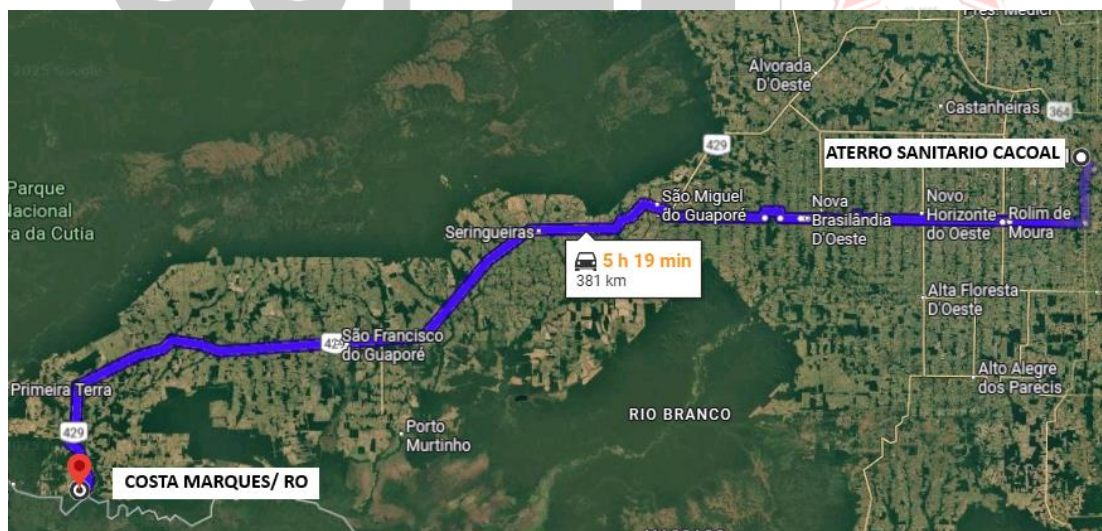 Alvorada
D'Oeste
Castanheiras
364
429
ATERRO SANITARIO CACOAL
Parque
Nacional
ra da Cutia
São Miguel
do Guaporé
Nova
Brasilândia
D'Oeste
Novo
Horizonte
do Oeste
Rolim de
Moura
Seringueiras
5 h 19 min
381 km
Alta Floresta
D'Oeste
429
São Francisco
do Guaporé
Primeira Terra
Alto Alegre
dos Parecis
RIO BRANCO
Porto
Murtinho
429
COSTA MARQUES/ RO